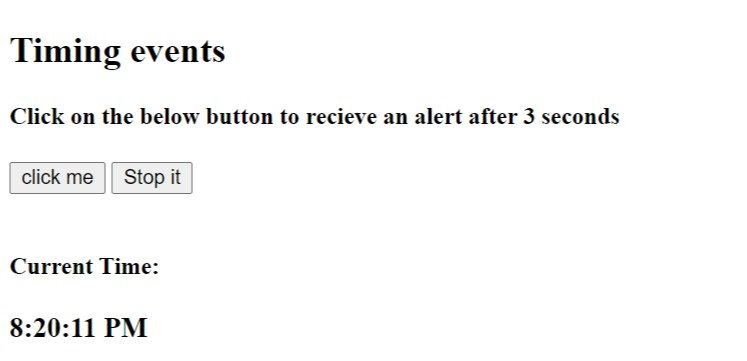 Timing events
Click on the below button to recieve an alert after 3 seconds
click me Stop it
Current Time:
8:20:11 PM